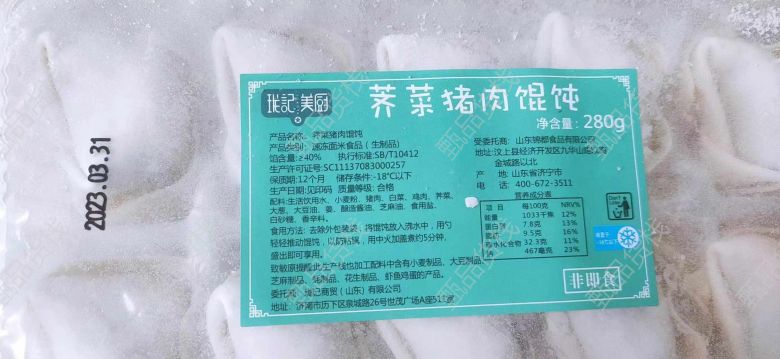 2023.03.31
珑記美厨
荠菜猪肉馄饨
净含量: 280g
产品名称: 荠菜猪肉馄饨
产品类别: 速冻面米食品 (生制品)
馅含量:≥40% 执行标准:SB/T10412
生产许可证号:SC11137083000257
保质期:12个月 储存条件:-18℃以下
生产日期:见印码 质量等级: 合格
配料:生活饮用水、小麦粉、猪肉、白菜、鸡肉、荠菜、
大葱、大豆油、姜、酿造酱油、芝麻油、食用盐、
白砂糖、香辛料。
食用方法: 去除外包装袋, 将馄饨放入沸水中, 用勺
轻轻推动馄饨, 以防粘锅, 用中火加盖煮约5分钟,
盛出即可享用。
致敏原提醒:此生产线也加工配料中含有小麦制品、大豆制品、
芝麻制品、制品、花生制品、虾鱼鸡蛋的产品。
委托商: 珑记商贸 (山东) 有限公司
地址: 济南市历下区泉城路26号世茂广场A座511室
受委托商: 山东锦都食品有限公司
地址:汶上县经济开发区九华山路以
金城路以北
产 地: 山东省济宁市
电 话: 400-672-3511
营养成分表
项目 每100克 NRV%
能量 1033千焦 12%
蛋白质 7.8克 13%
脂肪 9.5克 16%
碳水化合物 32.3克 11%
钠 467毫克 23%
-18℃以下
非即食
甄品货栈